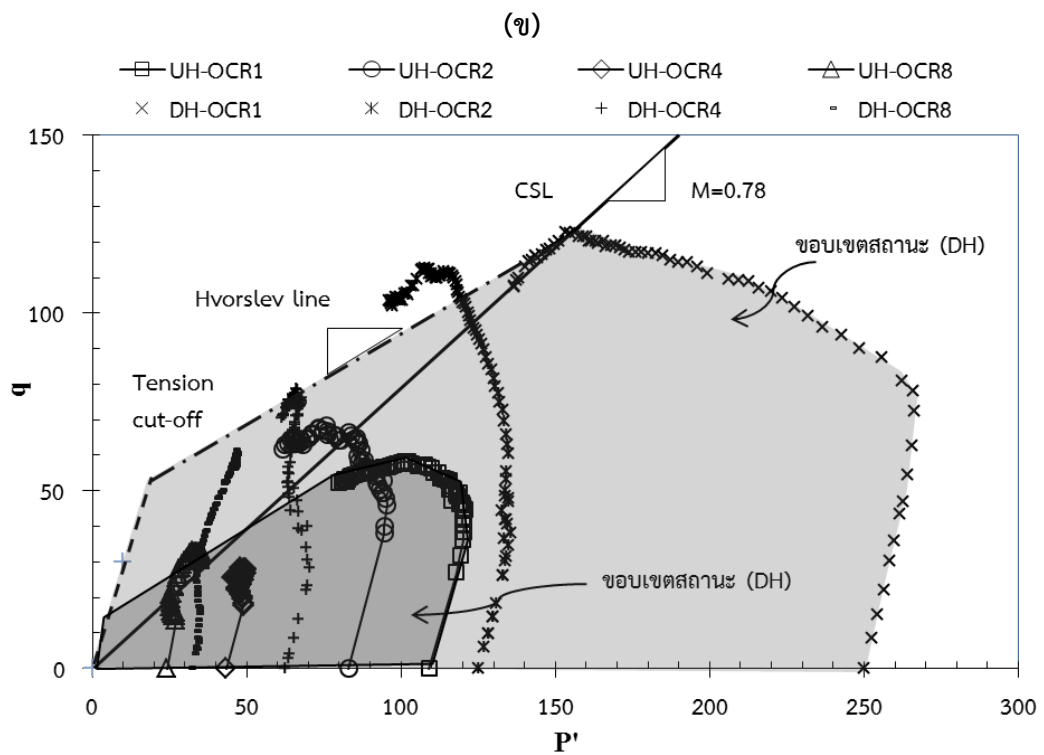 (ข)
UH-OCR1 UH-OCR2 UH-OCR4 UH-OCR8
DH-OCR1 DH-OCR2 DH-OCR4 DH-OCR8
150
CSL
M=0.78
ขอบเขตสถานะ (DH)
Hvorslev line
100
Tension
cut-off
q
50
ขอบเขตสถานะ (DH)
0
0 50 100 150 200 250 300
P'